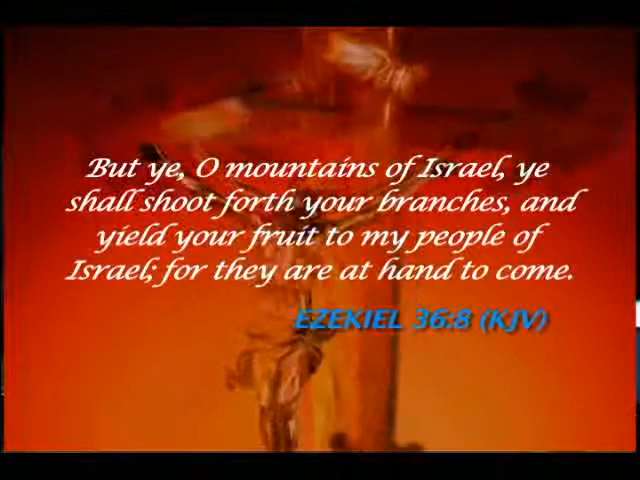 But ye, O mountains of Israel, ye
shall shoot forth your branches, and
yield your fruit to my people of
Israel; for they are at hand to come.
EZEKIEL 36:8 (KJV)